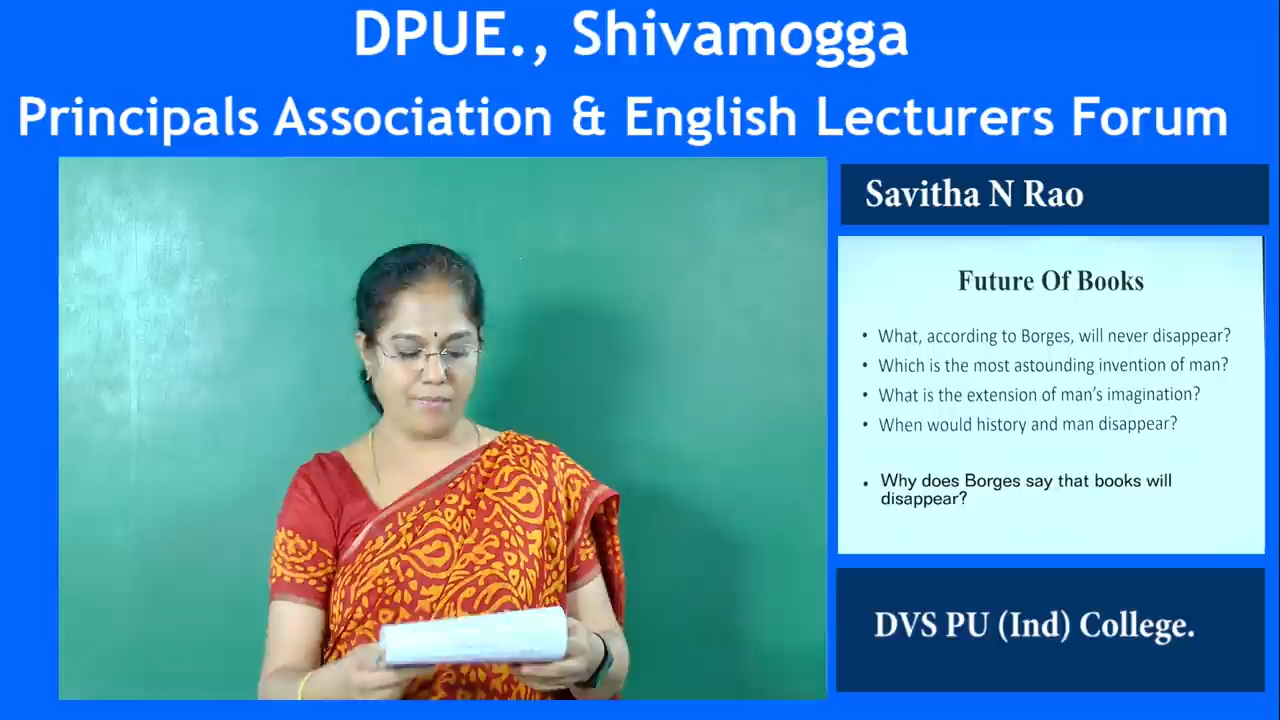 DPUE., Shivamogga
Principals Association & English Lecturers Forum
Savitha N Rao
Future Of Books
• What, according to Borges, will never disappear?
• Which is the most astounding invention of man?
• What is the extension of man's imagination?
• When would history and man disappear?
• Why does Borges say that books will
disappear?
DVS PU (Ind) College.